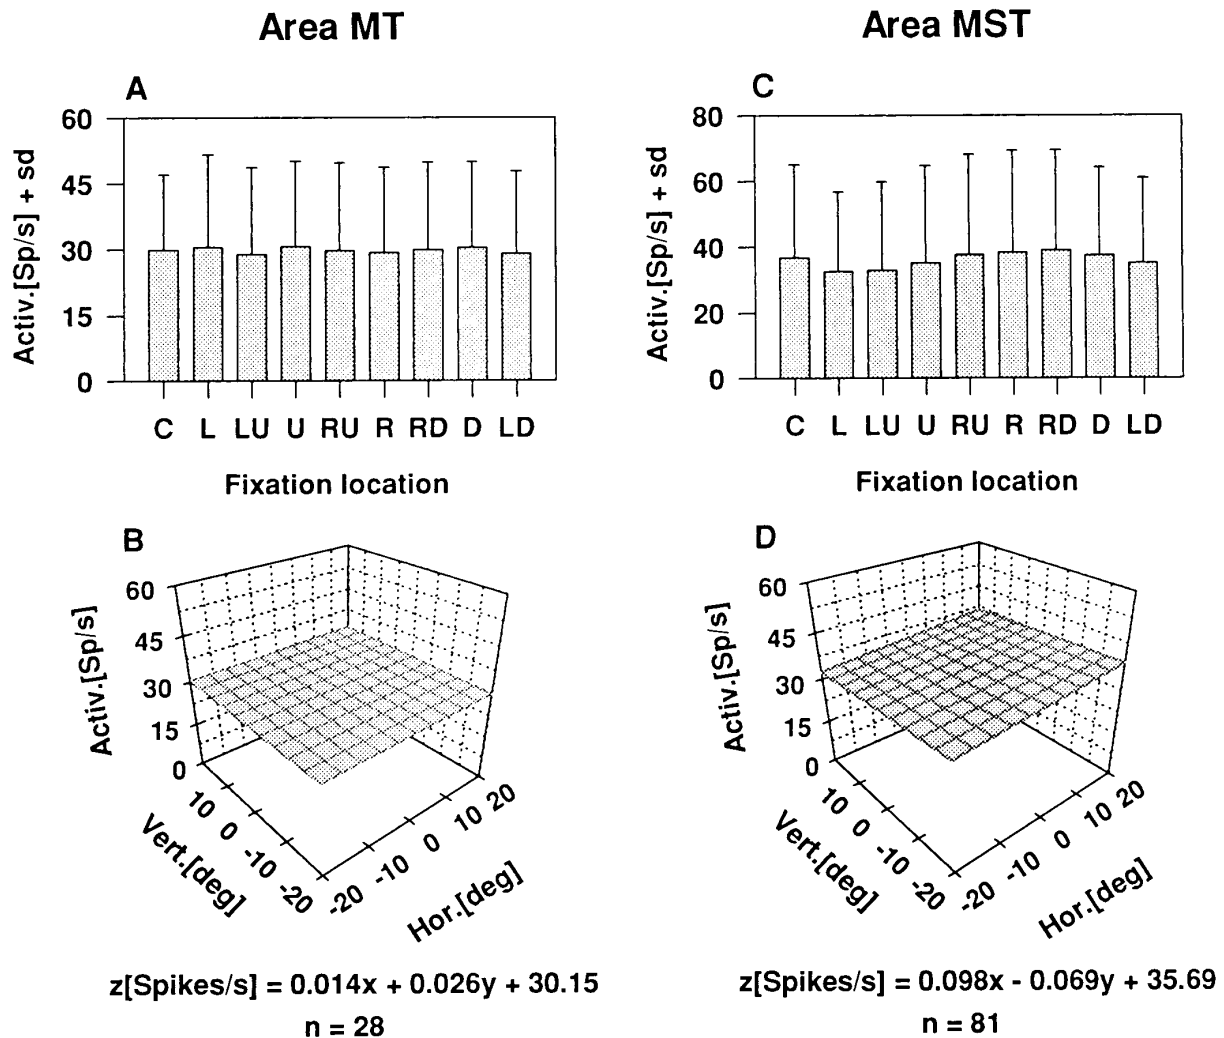 Area MT
A
Activ.[Sp/s] + sd
60
45
30
15
0
C L LU U RU R RD D LD
Fixation location
B
Activ.[Sp/s]
60
45
30
15
0
10 0 -10 -20
Vert.[deg]
-20 -10 0 10 20
Hor.[deg]
z[Spikes/s] = 0.014x + 0.026y + 30.15
n = 28
Area MST
C
Activ.[Sp/s] + sd
80
60
40
20
0
C L LU U RU R RD D LD
Fixation location
D
Activ.[Sp/s]
60
45
30
15
0
10 0 -10 -20
Vert.[deg]
-20 -10 0 10 20
Hor.[deg]
z[Spikes/s] = 0.098x - 0.069y + 35.69
n = 81